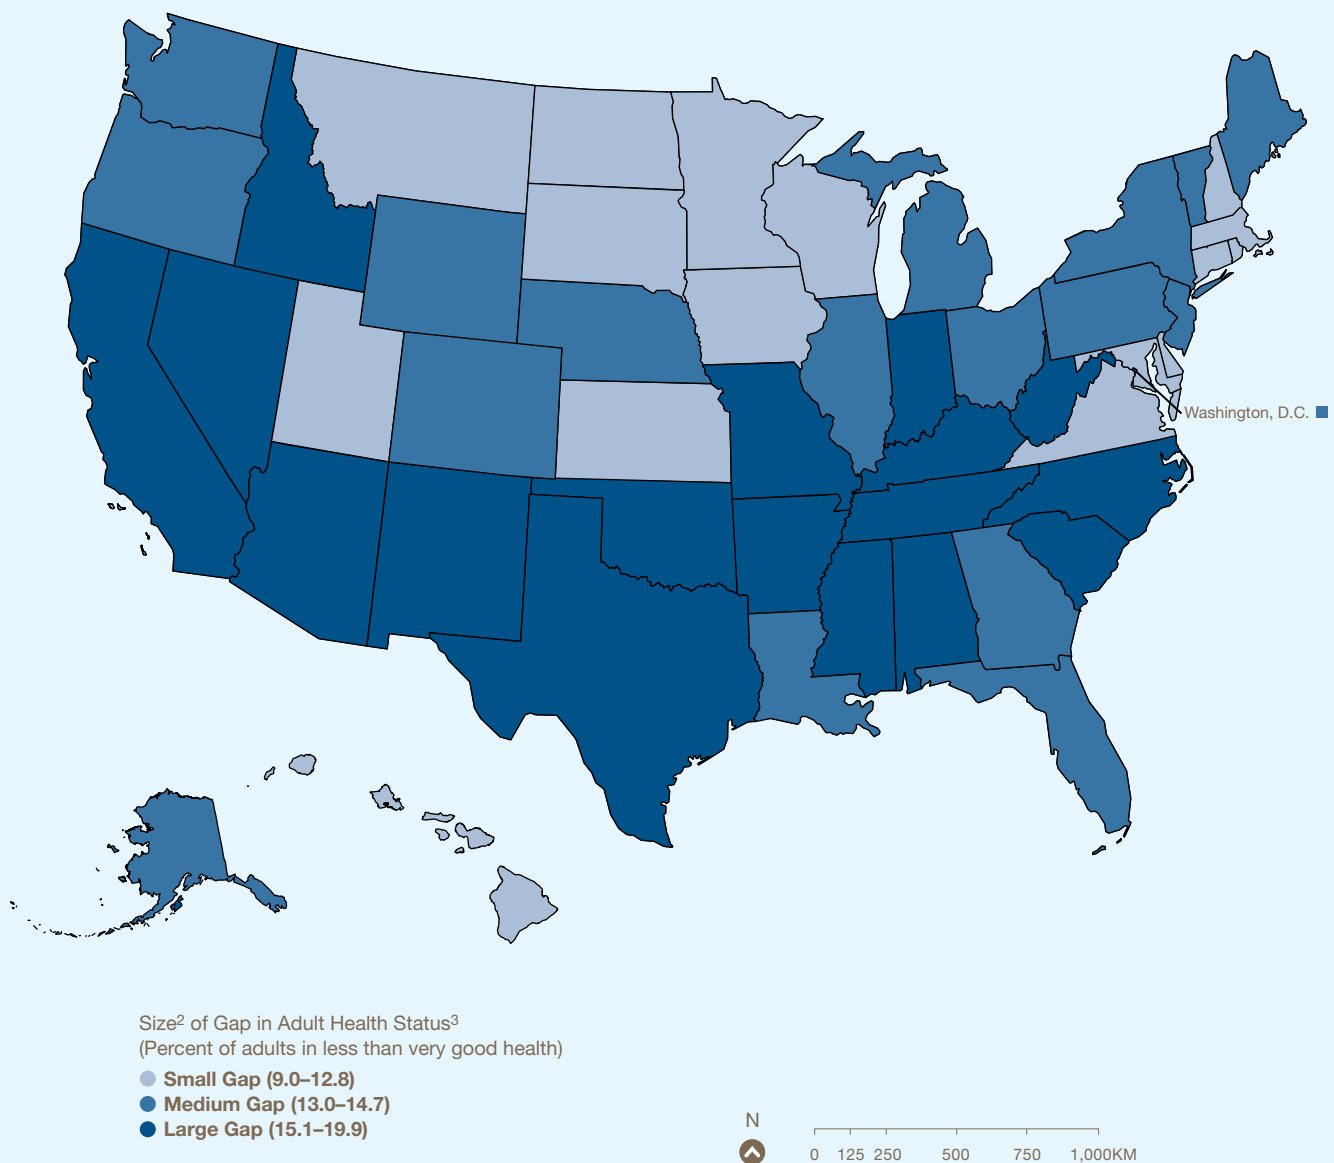 Washington, D.C.
Size² of Gap in Adult Health Status³
(Percent of adults in less than very good health)
Small Gap (9.0–12.8)
Medium Gap (13.0–14.7)
Large Gap (15.1–19.9)
N
0 125 250 500 750 1,000KM